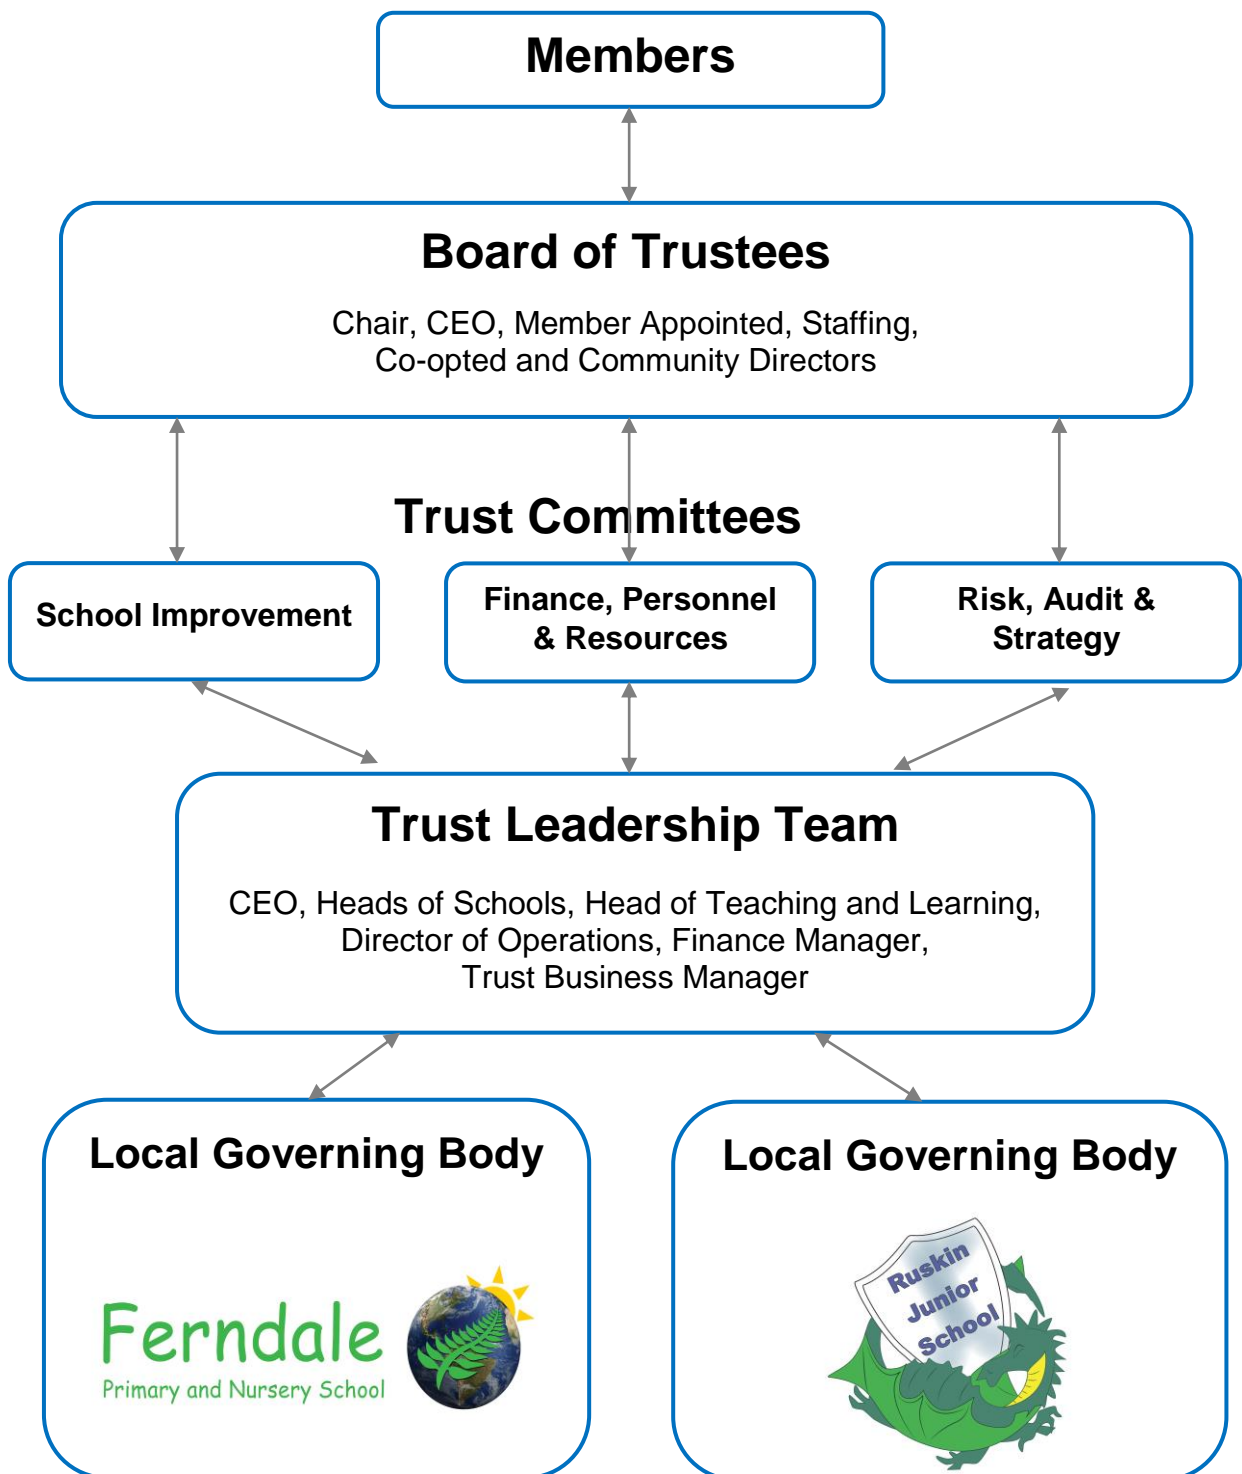 Members
Board of Trustees
Chair, CEO, Member Appointed, Staffing,
Co-opted and Community Directors
Trust Committees
School Improvement
Finance, Personnel
& Resources
Risk, Audit &
Strategy
Trust Leadership Team
CEO, Heads of Schools, Head of Teaching and Learning,
Director of Operations, Finance Manager,
Trust Business Manager
Local Governing Body
Ferndale
Primary and Nursery School
Local Governing Body
Ruskin
Junior
School